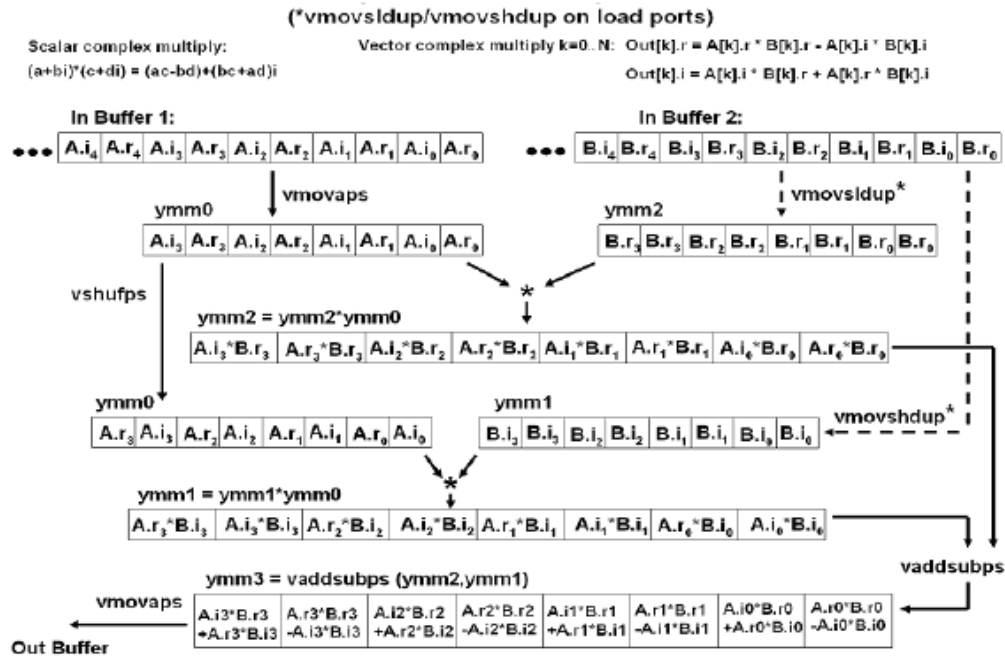 (*vmovsldup/vmovshdup on load ports)
Scalar complex multiply:
(a+bi)*(c+di) = (ac-bd)+(bc+ad)i
Vector complex multiply k=0..N: Out[k].r = A[k].r * B[k].r - A[k].i * B[k].i
Out[k].i = A[k].i * B[k].r + A[k].r * B[k].i
In Buffer 1:
In Buffer 2:
••• A.i₄ A.r₄ A.i₃ A.r₃ A.i₂ A.r₂ A.i₁ A.r₁ A.i₀ A.r₀
••• B.i₄ B.r₄ B.i₃ B.r₃ B.i₂ B.r₂ B.i₁ B.r₁ B.i₀ B.r₀
vmovaps
vmovsldup*
ymm0
ymm2
A.i₃ A.r₃ A.i₂ A.r₂ A.i₁ A.r₁ A.i₀ A.r₀
B.r₃ B.r₃ B.r₂ B.r₂ B.r₁ B.r₁ B.r₀ B.r₀
vshufps
*
ymm2 = ymm2*ymm0
A.i₃*B.r₃ A.r₃*B.r₃ A.i₂*B.r₂ A.r₂*B.r₂ A.i₁*B.r₁ A.r₁*B.r₁ A.i₀*B.r₀ A.r₀*B.r₀
ymm0
ymm1
A.r₃ A.i₃ A.r₂ A.i₂ A.r₁ A.i₁ A.r₀ A.i₀
B.i₃ B.i₃ B.i₂ B.i₂ B.i₁ B.i₁ B.i₀ B.i₀
vmovshdup*
*
ymm1 = ymm1*ymm0
A.r₃*B.i₃ A.i₃*B.i₃ A.r₂*B.i₂ A.i₂*B.i₂ A.r₁*B.i₁ A.i₁*B.i₁ A.r₀*B.i₀ A.i₀*B.i₀
vaddsubps
ymm3 = vaddsubps (ymm2,ymm1)
vmovaps
A.i3*B.r3 A.r3*B.r3 A.i2*B.r2 A.r2*B.r2 A.i1*B.r1 A.r1*B.r1 A.i0*B.r0 A.r0*B.r0
+A.r3*B.i3 -A.i3*B.i3 +A.r2*B.i2 -A.i2*B.i2 +A.r1*B.i1 -A.i1*B.i1 +A.r0*B.i0 -A.i0*B.i0
Out Buffer